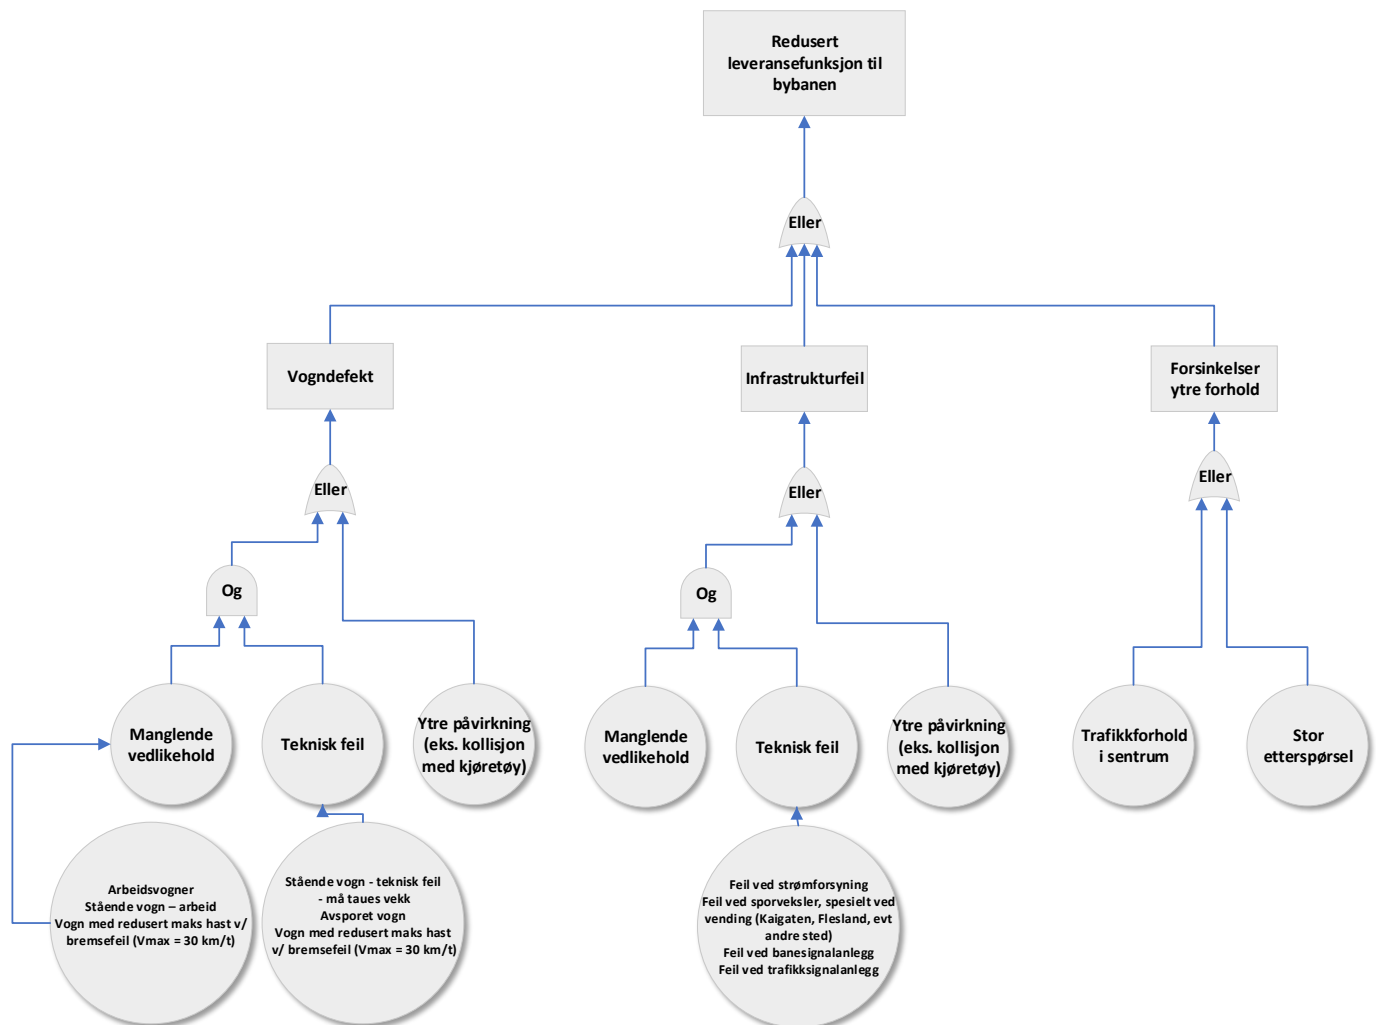 Redusert
leveransefunksjon til
bybanen
Eller
Vogndefekt
Infrastrukturfeil
Forsinkelser
ytre forhold
Eller
Eller
Eller
Og
Og
Manglende
vedlikehold
Teknisk feil
Ytre påvirkning
(eks. kollisjon
med kjøretøy)
Manglende
vedlikehold
Teknisk feil
Ytre påvirkning
(eks. kollisjon
med kjøretøy)
Trafikkforhold
i sentrum
Stor
etterspørsel
Arbeidsvogner
Stående vogn – arbeid
Vogn med redusert maks hast v/
bremsefeil (Vmax = 30 km/t)
Stående vogn - teknisk feil
- må taues vekk
Avsporet vogn
Vogn med redusert maks hast
v/ bremsefeil (Vmax = 30 km/t)
Feil ved strømforsyning
Feil ved sporveksler, spesielt ved
vending (Kaigaten, Flesland, evt
andre sted)
Feil ved banesignalanlegg
Feil ved trafikksignalanlegg